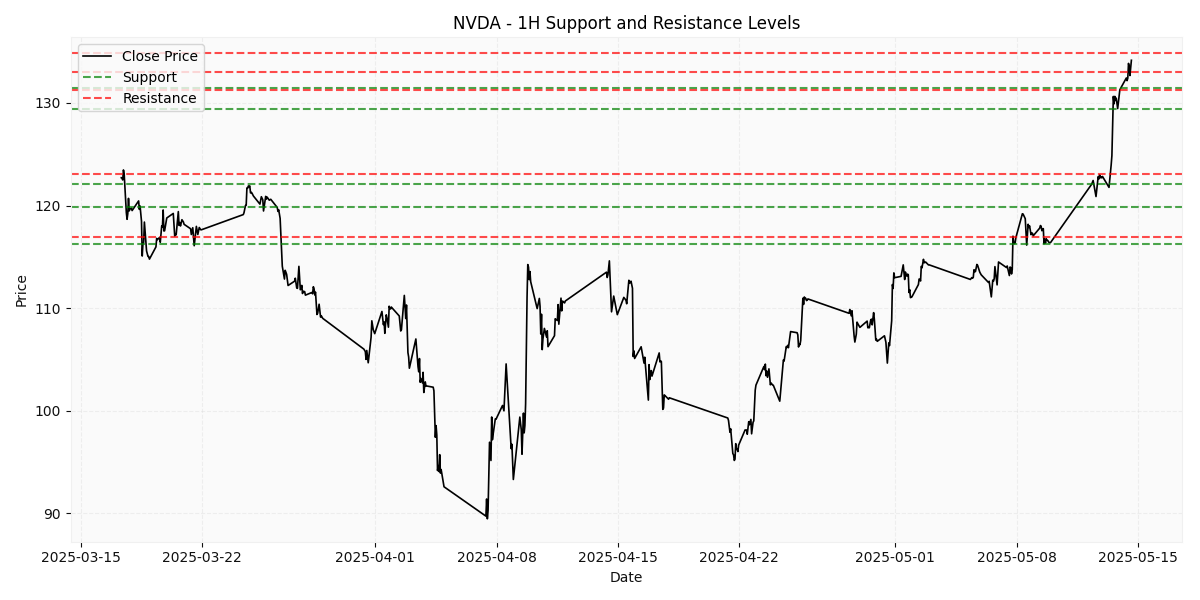 NVDA - 1H Support and Resistance Levels
Close Price
Support
Resistance
Price
130
120
110
100
90
2025-03-15 2025-03-22 2025-04-01 2025-04-08 2025-04-15 2025-04-22 2025-05-01 2025-05-08 2025-05-15
Date